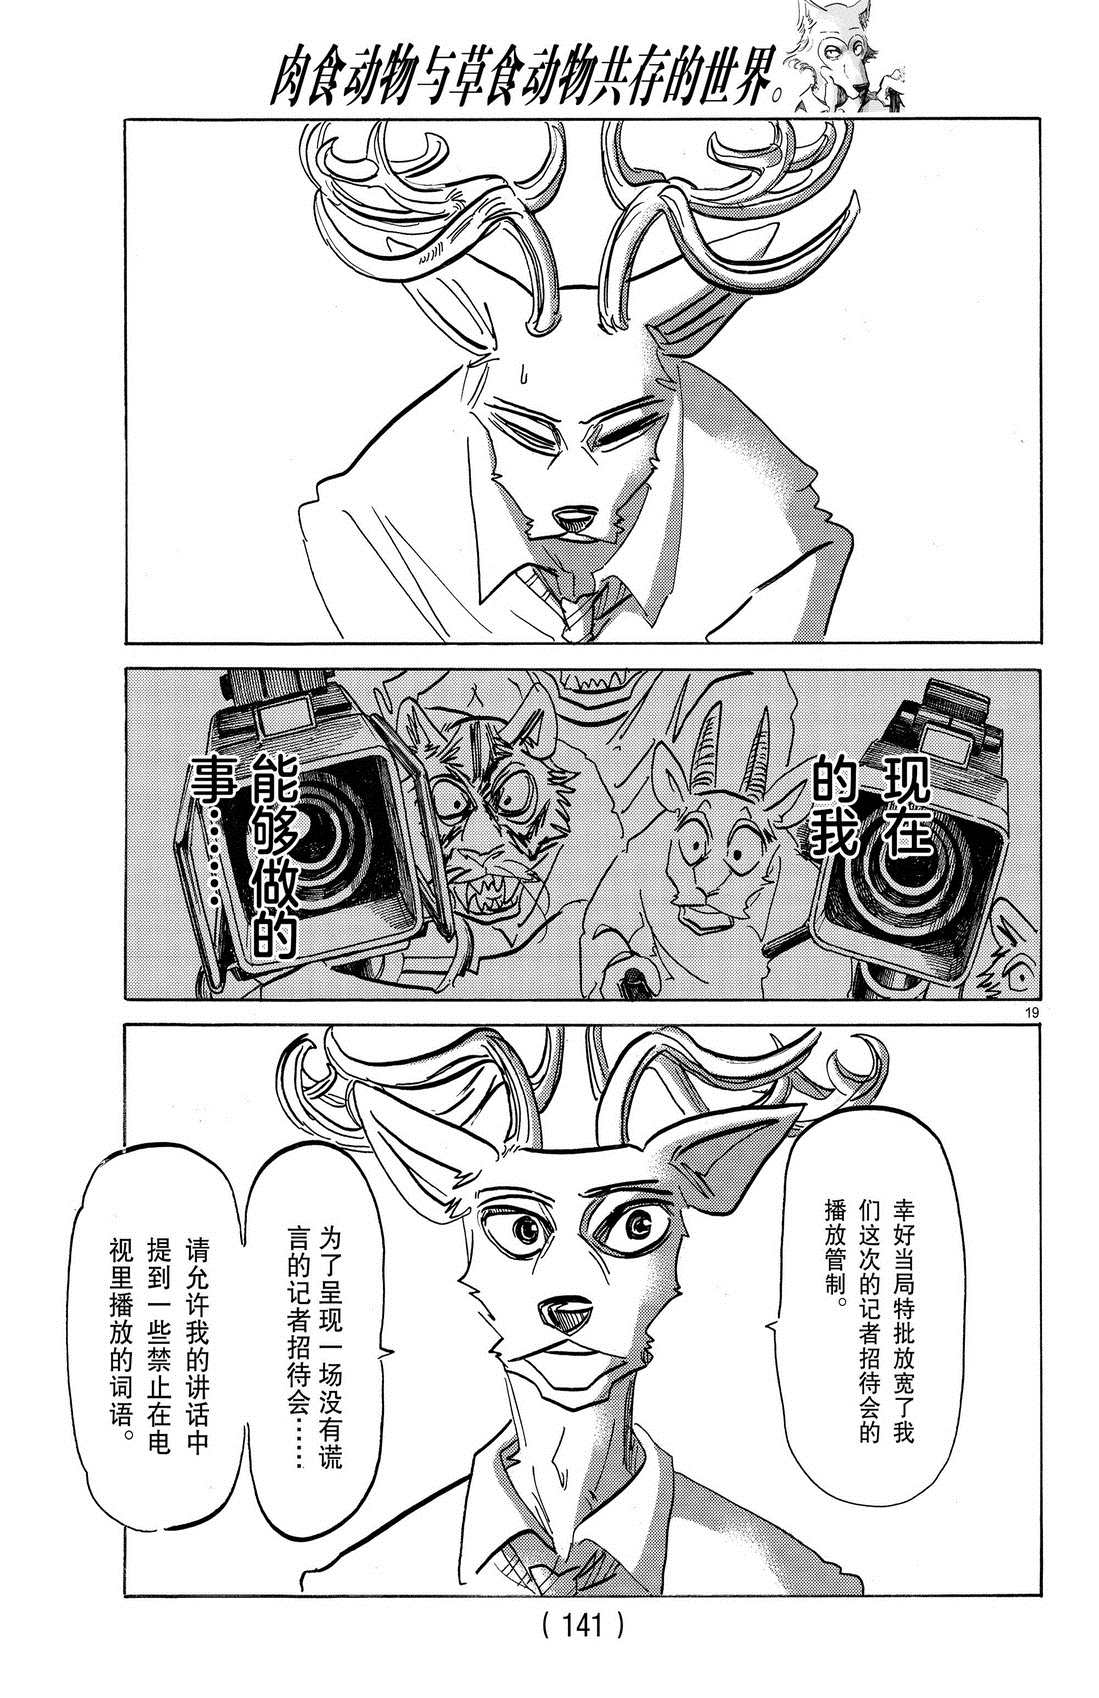 肉食动物与草食动物共存的世界。
现在
的我
能够做的
事……
19
幸好当局特批放宽了我
们这次的记者招待会的
播放管制。
为了呈现一场没有谎
言的记者招待会……
请允许我的讲话中
提到一些禁止在电
视里播放的词语。
(141)